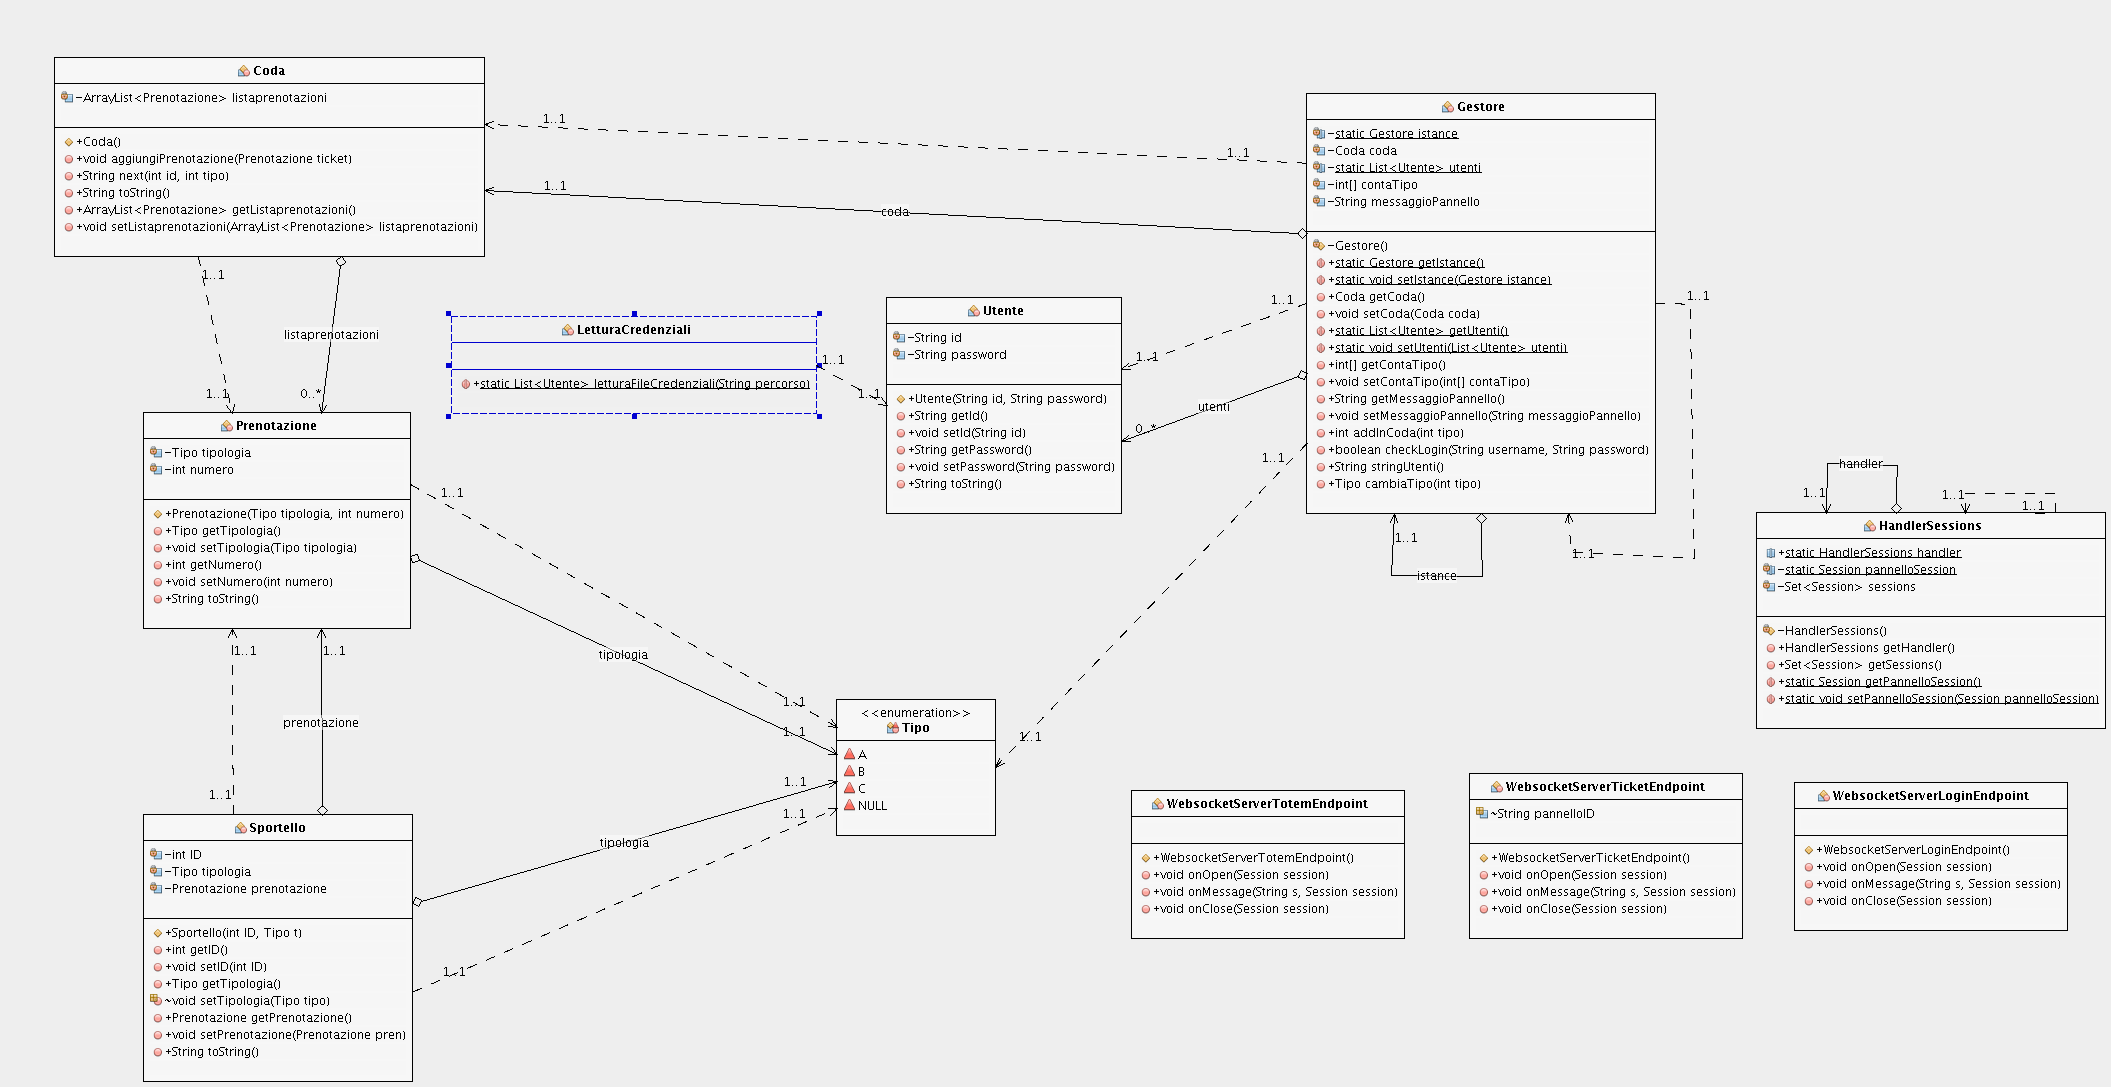 Coda
-ArrayList<Prenotazione> listaprenotazioni
+Coda()
+void aggiungiPrenotazione(Prenotazione ticket)
+String next(int id, int tipo)
+String toString()
+ArrayList<Prenotazione> getListaprenotazioni()
+void setListaprenotazioni(ArrayList<Prenotazione> listaprenotazioni)
1..1
1..1
1..1
coda
Gestore
-static Gestore istance
-Coda coda
-static List<Utente> utenti
-int[] contaTipo
-String messaggioPannello
-Gestore()
+static Gestore getIstance()
+static void setIstance(Gestore istance)
+Coda getCoda()
+void setCoda(Coda coda)
+static List<Utente> getUtenti()
+static void setUtenti(List<Utente> utenti)
+int[] getContaTipo()
+void setContaTipo(int[] contaTipo)
+String getMessaggioPannello()
+void setMessaggioPannello(String messaggioPannello)
+int addInCoda(int tipo)
+boolean checkLogin(String username, String password)
+String stringUtenti()
+Tipo cambiaTipo(int tipo)
1..1
1..1
1..1
istance
1..1
listaprenotazioni
1..1
0..*
LetturaCredenziali
+static List<Utente> letturaFileCredenziali(String percorso)
1..1
1..1
Utente
-String id
-String password
+Utente(String id, String password)
+String getId()
+void setId(String id)
+String getPassword()
+void setPassword(String password)
+String toString()
1..1
1..1
utenti
0..*
1..1
1..1
Prenotazione
-Tipo tipologia
-int numero
+Prenotazione(Tipo tipologia, int numero)
+Tipo getTipologia()
+void setTipologia(Tipo tipologia)
+int getNumero()
+void setNumero(int numero)
+String toString()
1..1
tipologia
1..1
1..1
1..1
1..1
prenotazione
1..1
handler
1..1
1..1
1..1
HandlerSessions
+static HandlerSessions handler
-static Session pannelloSession
-Set<Session> sessions
-HandlerSessions()
+HandlerSessions getHandler()
+Set<Session> getSessions()
+static Session getPannelloSession()
+static void setPannelloSession(Session pannelloSession)
<<enumeration>>
Tipo
A
B
C
NULL
1..1
1..1
tipologia
1..1
Sportello
-int ID
-Tipo tipologia
-Prenotazione prenotazione
+Sportello(int ID, Tipo t)
+int getID()
+void setID(int ID)
+Tipo getTipologia()
~void setTipologia(Tipo tipo)
+Prenotazione getPrenotazione()
+void setPrenotazione(Prenotazione pren)
+String toString()
WebsocketServerTotemEndpoint
+WebsocketServerTotemEndpoint()
+void onOpen(Session session)
+void onMessage(String s, Session session)
+void onClose(Session session)
WebsocketServerTicketEndpoint
~String pannelloID
+WebsocketServerTicketEndpoint()
+void onOpen(Session session)
+void onMessage(String s, Session session)
+void onClose(Session session)
WebsocketServerLoginEndpoint
+WebsocketServerLoginEndpoint()
+void onOpen(Session session)
+void onMessage(String s, Session session)
+void onClose(Session session)